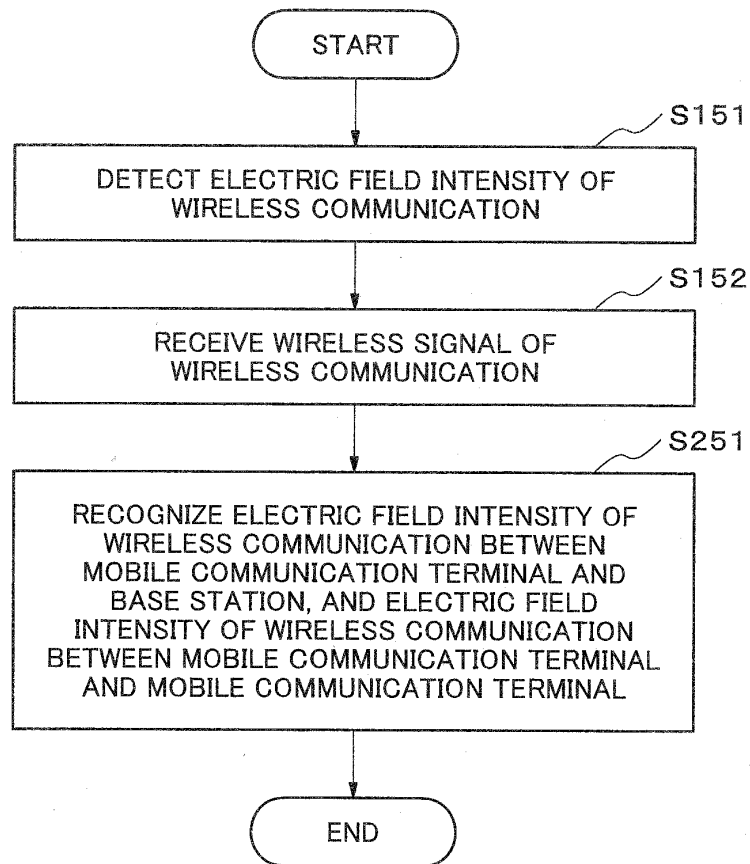 START
S151
DETECT ELECTRIC FIELD INTENSITY OF
WIRELESS COMMUNICATION
S152
RECEIVE WIRELESS SIGNAL OF
WIRELESS COMMUNICATION
S251
RECOGNIZE ELECTRIC FIELD INTENSITY OF
WIRELESS COMMUNICATION BETWEEN
MOBILE COMMUNICATION TERMINAL AND
BASE STATION, AND ELECTRIC FIELD
INTENSITY OF WIRELESS COMMUNICATION
BETWEEN MOBILE COMMUNICATION TERMINAL
AND MOBILE COMMUNICATION TERMINAL
END